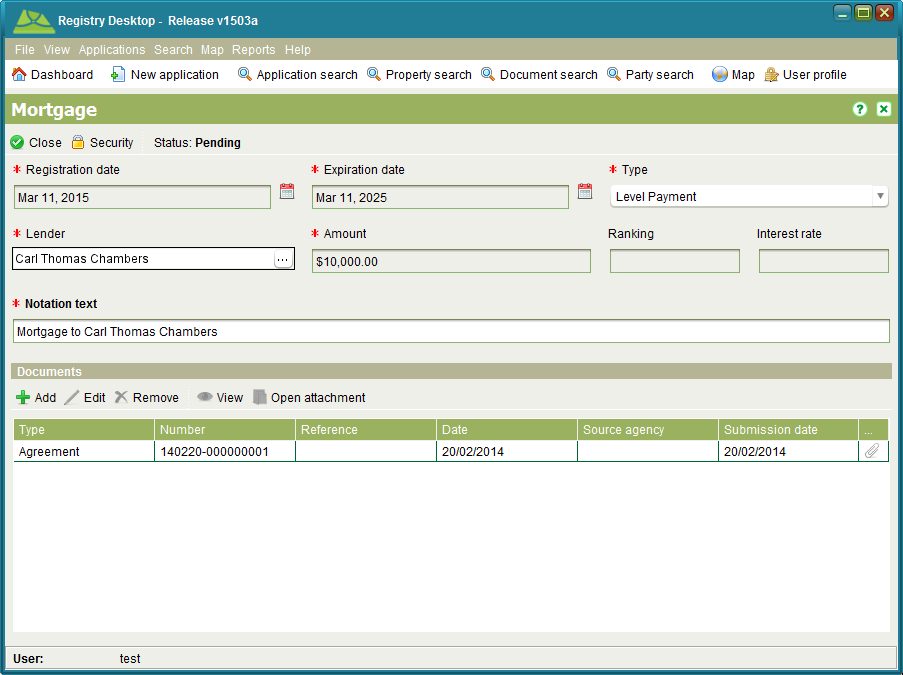 Registry Desktop - Release v1503a
File View Applications Search Map Reports Help
Dashboard New application Application search Property search Document search Party search Map User profile
Mortgage
Close Security Status: Pending
* Registration date * Expiration date * Type
Mar 11, 2015 Mar 11, 2025 Level Payment
* Lender * Amount Ranking Interest rate
Carl Thomas Chambers ... $10,000.00
* Notation text
Mortgage to Carl Thomas Chambers
Documents
Add Edit Remove View Open attachment
Type Number Reference Date Source agency Submission date ...
Agreement 140220-000000001 20/02/2014 20/02/2014
User: test